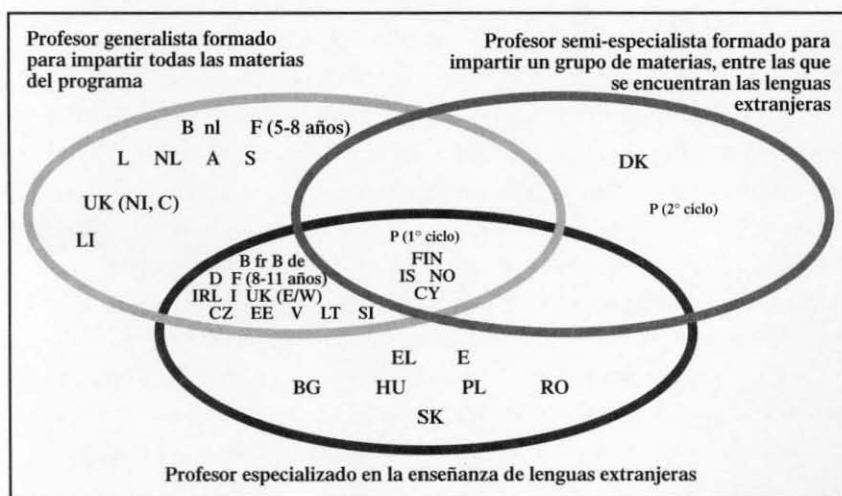 Profesor generalista formado
para impartir todas las materias
del programa
Profesor semi-especialista formado para
impartir un grupo de materias, entre las que
se encuentran las lenguas
extranjeras
B nl F (5-8 años)
L NL A S
UK (NI, C)
LI
DK
P (2° ciclo)
P (1° ciclo)
FIN
IS NO
CY
B fr B de
D F (8-11 años)
IRL I UK (E/W)
CZ EE V LT SI
EL E
BG HU PL RO
SK
Profesor especializado en la enseñanza de lenguas extranjeras